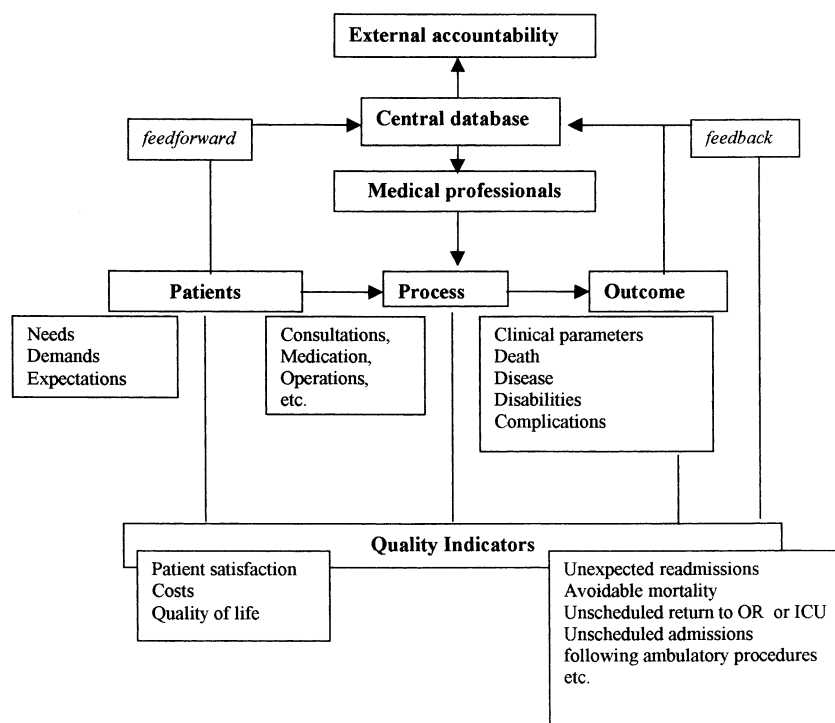 External accountability
feedforward
Central database
feedback
Medical professionals
Patients
Process
Outcome
Needs
Demands
Expectations
Consultations,
Medication,
Operations,
etc.
Clinical parameters
Death
Disease
Disabilities
Complications
Quality Indicators
Patient satisfaction
Costs
Quality of life
Unexpected readmissions
Avoidable mortality
Unscheduled return to OR or ICU
Unscheduled admissions
following ambulatory procedures
etc.